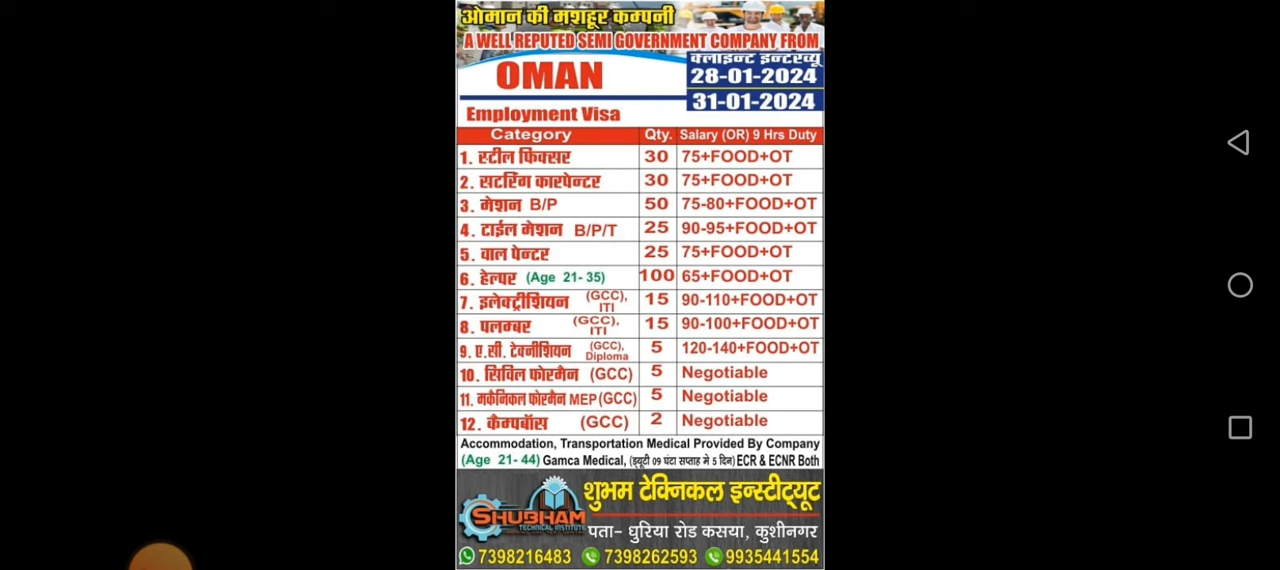 ओमान की मशहूर कम्पनी
A WELL REPUTED SEMI GOVERNMENT COMPANY FROM
OMAN
क्लाइन्ट इन्टरव्यू
28-01-2024
31-01-2024
Employment Visa
Category Qty. Salary (OR) 9 Hrs Duty
1. स्टील फिक्सर 30 75+FOOD+OT
2. सटरिंग कारपेन्टर 30 75+FOOD+OT
3. मेशन B/P 50 75-80+FOOD+OT
4. टाईल मेशन B/P/T 25 90-95+FOOD+OT
5. वाल पेन्टर 25 75+FOOD+OT
6. हेल्पर (Age 21-35) 100 65+FOOD+OT
7. इलेक्ट्रीशियन (GCC), ITI 15 90-110+FOOD+OT
8. पलम्बर (GCC), ITI 15 90-100+FOOD+OT
9. ए.सी. टेक्नीशियन (GCC), Diploma 5 120-140+FOOD+OT
10. सिविल फोरमैन (GCC) 5 Negotiable
11. मकैनिकल फोरमैन MEP (GCC) 5 Negotiable
12. कैम्पबॉस (GCC) 2 Negotiable
Accommodation, Transportation Medical Provided By Company
(Age 21-44) Gamca Medical, (ड्यूटी 09 घंटा सप्ताह मे 5 दिन) ECR & ECNR Both
शुभम टेक्निकल इन्स्टीट्यूट
SHUBHAM
TECHNICAL INSTITUTE
पता- धुरिया रोड कसया, कुशीनगर
7398216483 7398262593 9935441554